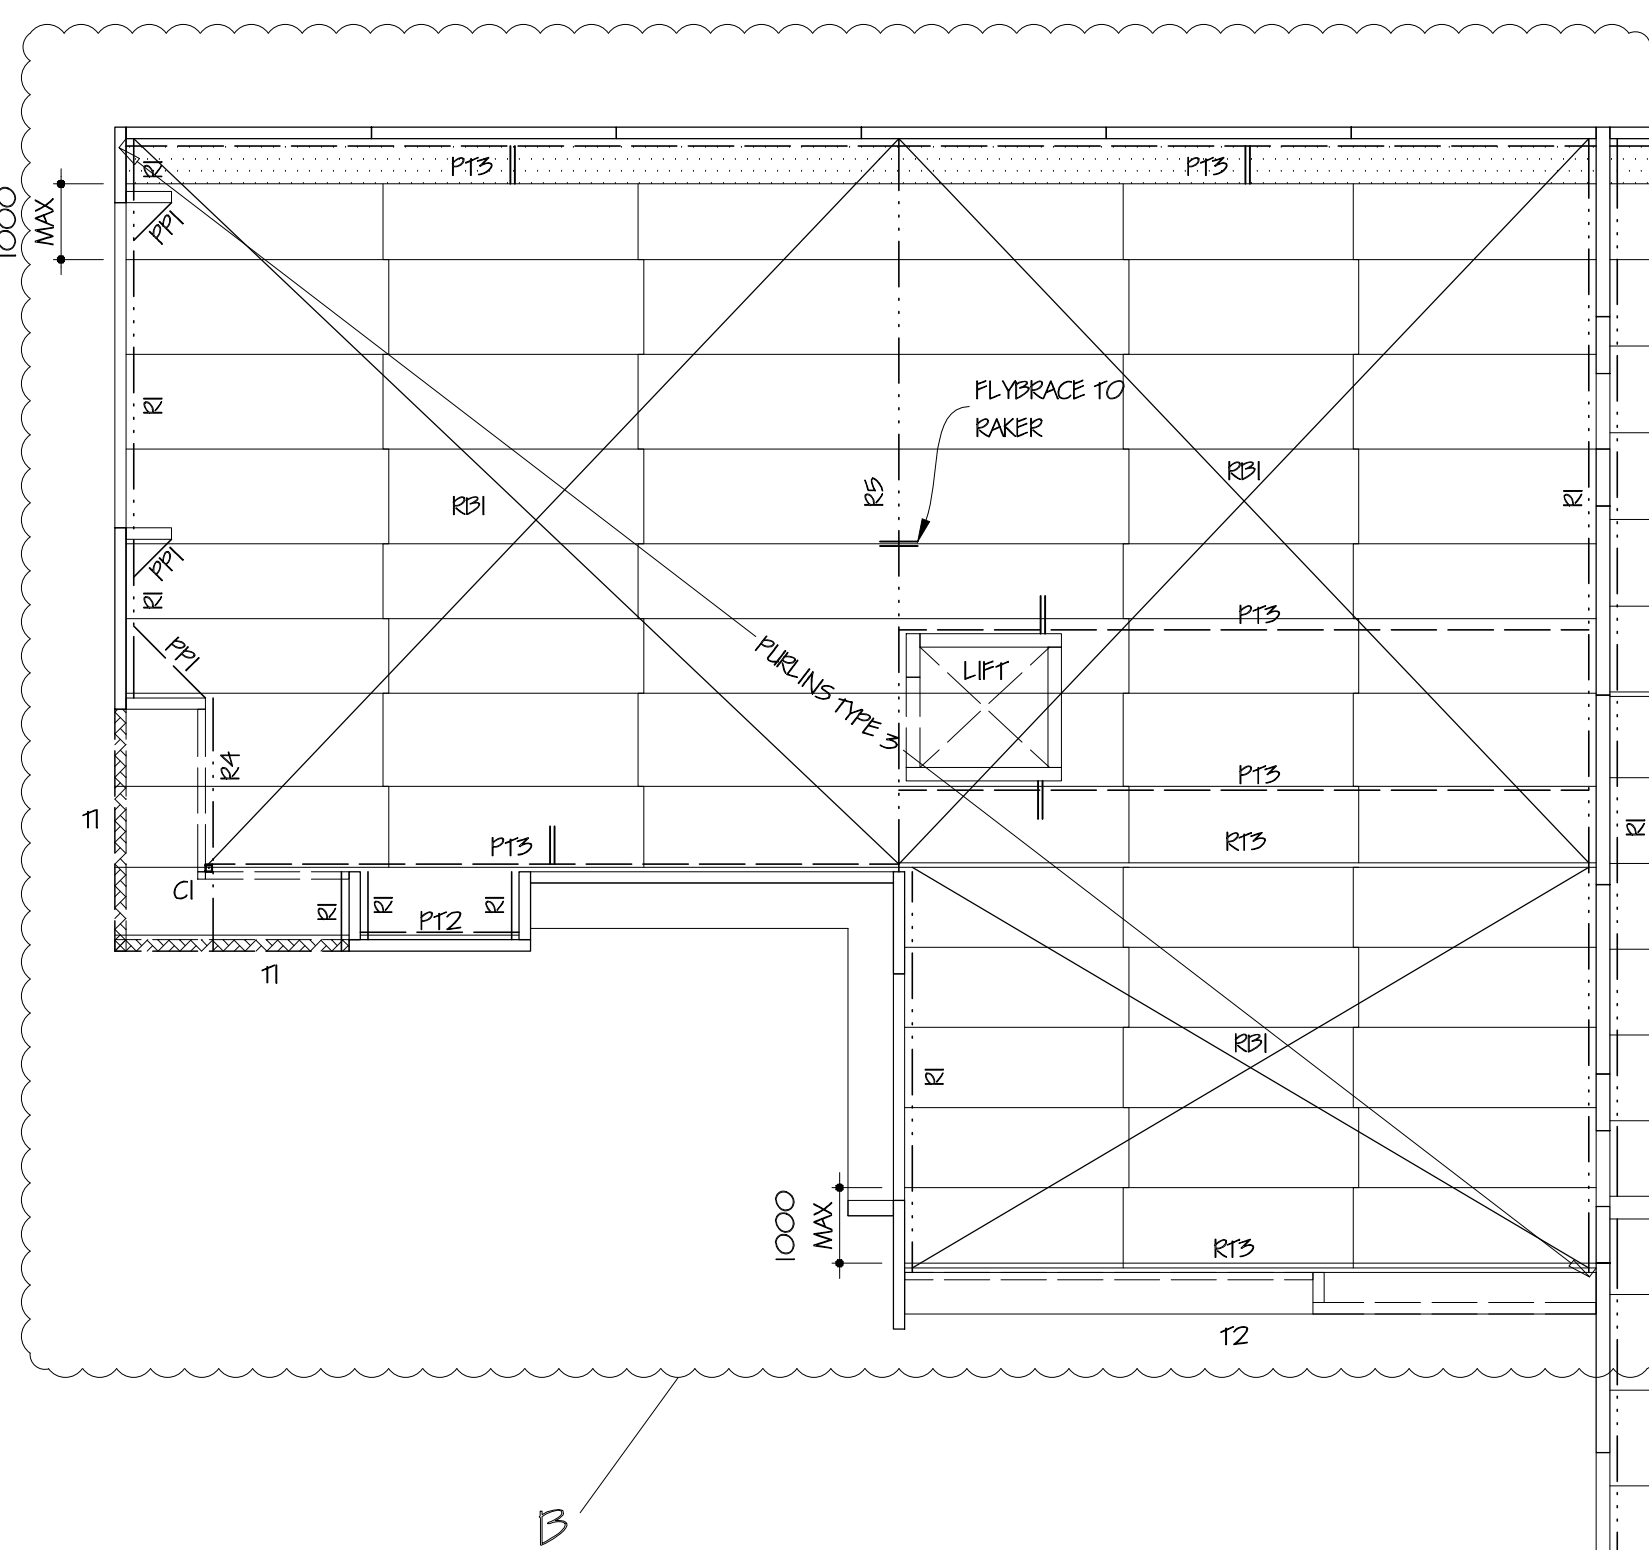 R1
PT3
PT3
1000
MAX
PP1
R1
FLYBRACE TO
RAKER
RB1
R5
RB1
R1
PP1
R1
PT3
PP1
LIFT
PURLINS TYPE 3
R4
PT3
T1
PT3
RT3
R1
C1
R1
R1
R1
PT2
T1
RB1
R1
1000
MAX
RT3
T2
B